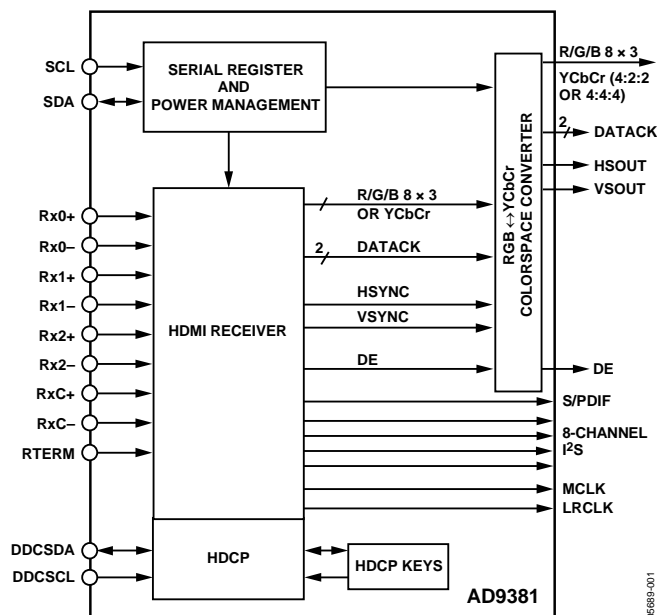 SCL
SDA
SERIAL REGISTER
AND
POWER MANAGEMENT
R/G/B 8 × 3
YCbCr (4:2:2
OR 4:4:4)
2
DATACK
HSOUT
VSOUT
RGB ↔ YCbCr
COLORSPACE CONVERTER
Rx0+
Rx0–
Rx1+
Rx1–
Rx2+
Rx2–
RxC+
RxC–
RTERM
HDMI RECEIVER
R/G/B 8 × 3
OR YCbCr
2
DATACK
HSYNC
VSYNC
DE
DE
S/PDIF
8-CHANNEL
I²S
MCLK
LRCLK
DDCSDA
DDCSCL
HDCP
HDCP KEYS
AD9381
05689-001